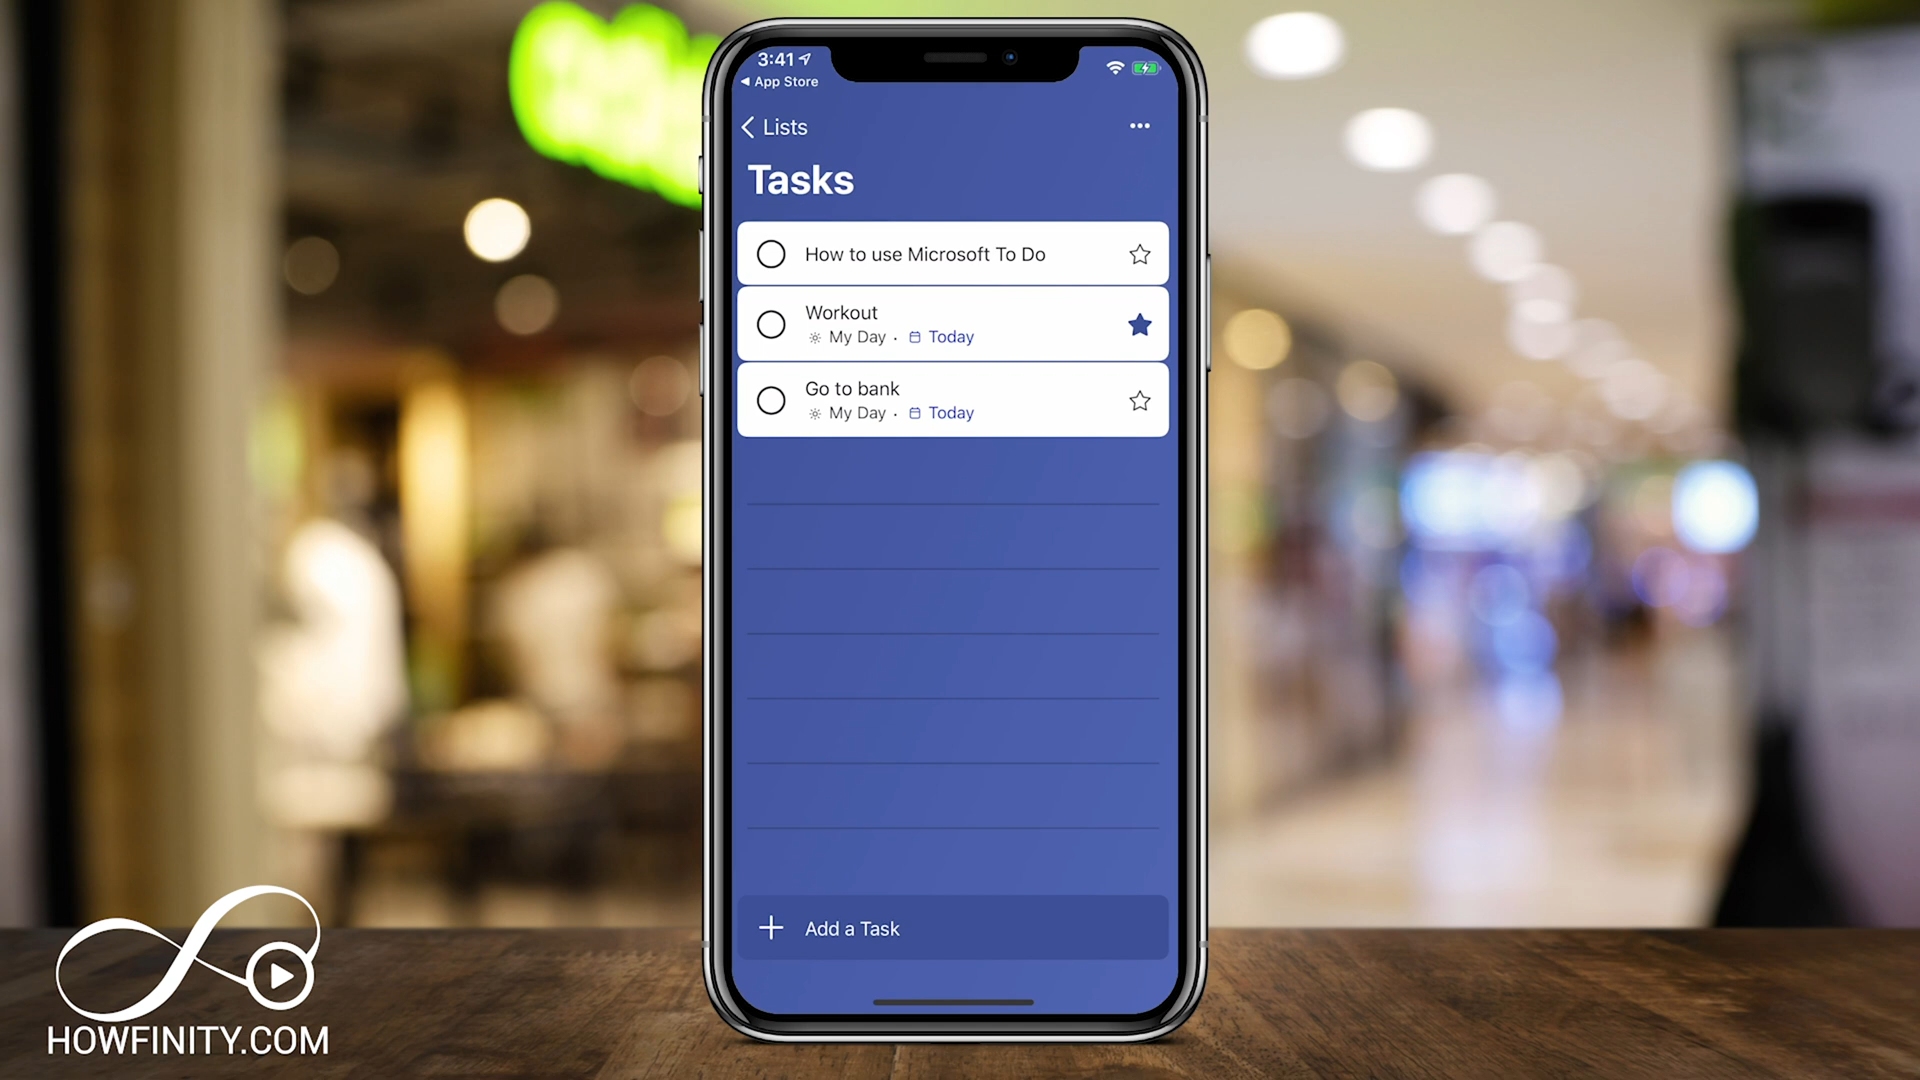 3:41
App Store
Lists
Tasks
How to use Microsoft To Do
Workout
My Day · Today
Go to bank
My Day · Today
Add a Task
HOWFINITY.COM